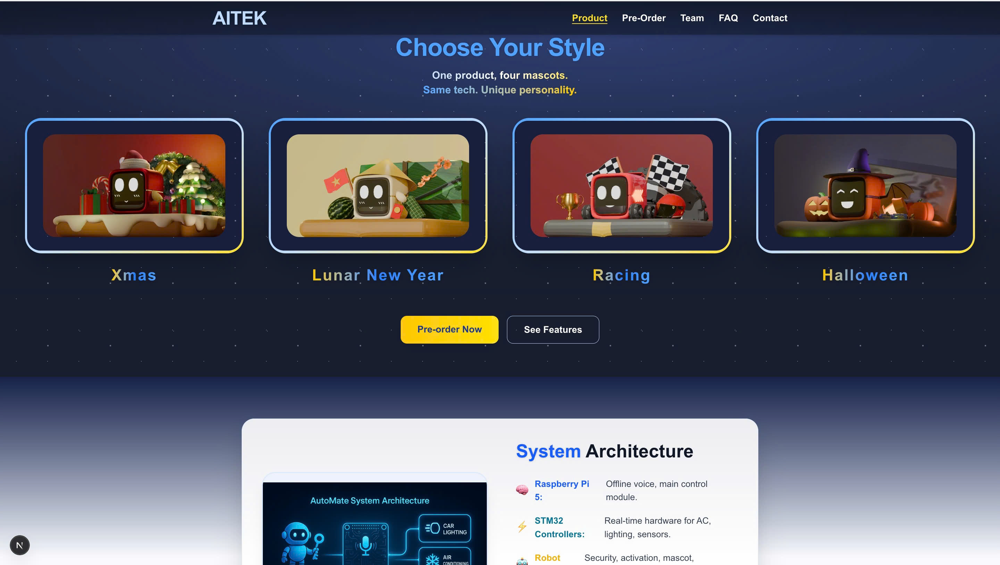 AITEK
Product
Pre-Order
Team
FAQ
Contact
Choose Your Style
One product, four mascots.
Same tech. Unique personality.
Xmas
Lunar New Year
Racing
Halloween
Pre-order Now
See Features
System Architecture
AutoMate System Architecture
CAR
LIGHTING
AIR
CONDITIONING
Raspberry Pi
5:
Offline voice, main control
module.
STM32
Controllers:
Real-time hardware for AC,
lighting, sensors.
Robot
Security, activation, mascot,
N